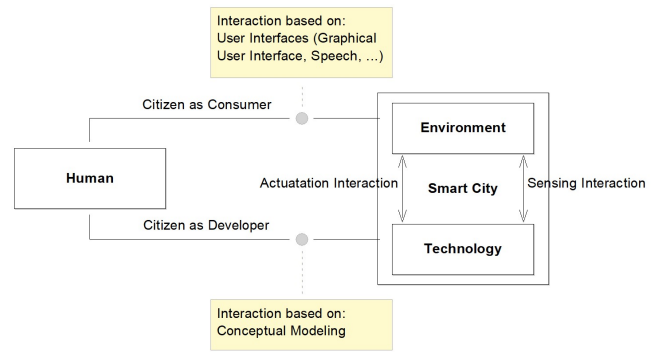 Interaction based on:
User Interfaces (Graphical
User Interface, Speech, ...)
Citizen as Consumer
Environment
Human
Actuatation Interaction
Smart City
Sensing Interaction
Citizen as Developer
Technology
Interaction based on:
Conceptual Modeling